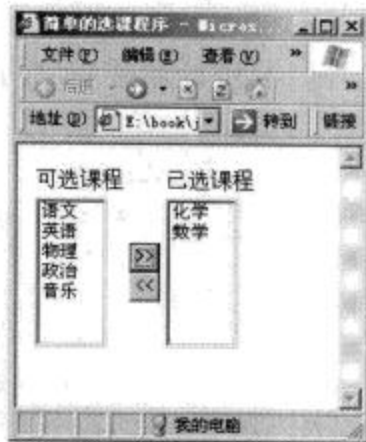 简单的选课程序 - Micros...
文件(F) 编辑(E) 查看(V) »
后退 »
地址(D) E:\book\j 转到 链接
可选课程 已选课程
语文 化学
英语 数学
物理
政治
音乐
>>
<<
我的电脑